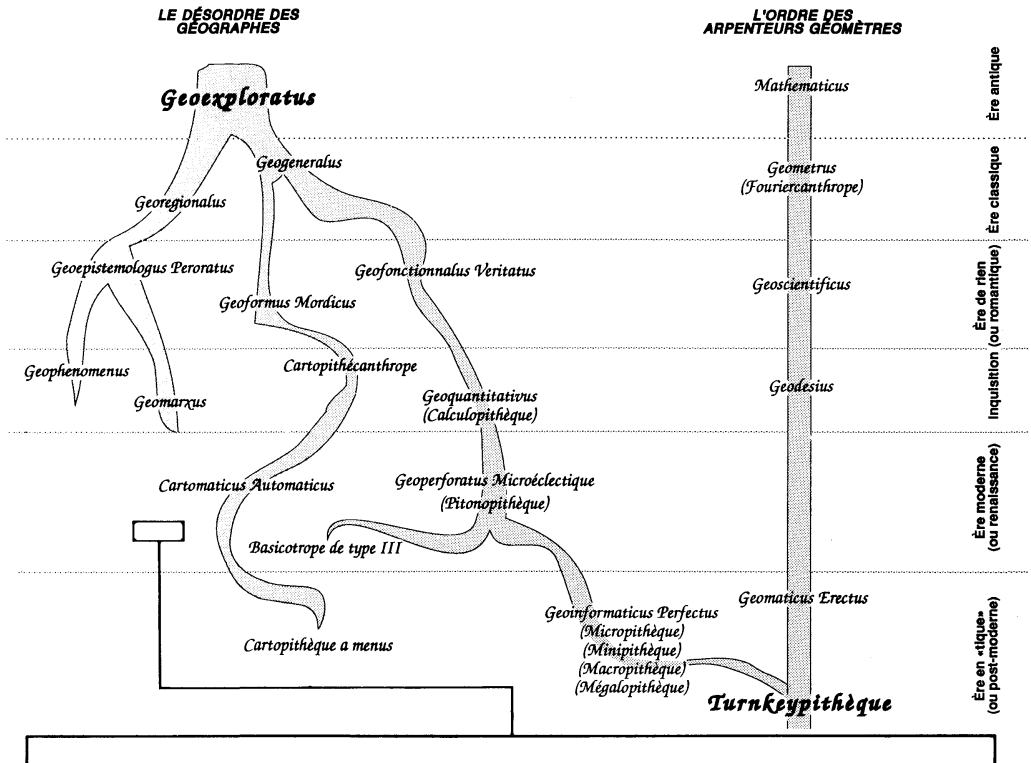 LE DÉSORDRE DES
GÉOGRAPHES
L'ORDRE DES
ARPENTEURS GÉOMÈTRES
Geoexploratus
Mathematicus
Ère antique
Geogeneralus
Georegionalus
Geometrus
(Fouriercanthrope)
Ère classique
Geoepistemologus Peroratus
Geofonctionnalus Veritatus
Geoformus Mordicus
Geoscientificus
Ère de rien
(ou romantique)
Geophenomenus
Cartopithécanthrope
Geomarxus
Geoquantitativus
(Calculopithèque)
Geodesius
Inquisition
Cartomaticus Automaticus
Geoperforatus Microéclectique
(Pitonopithèque)
Basicotrope de type III
Ère moderne
(ou renaissance)
Cartopithèque a menus
Geoinformaticus Perfectus
(Micropithèque)
(Minipithèque)
(Macropithèque)
(Mégalopithèque)
Geomaticus Erectus
Turnkeypithèque
Ère en «tique»
(ou post-moderne)